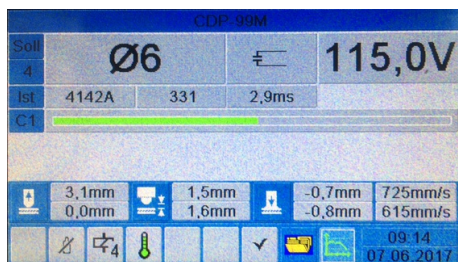 CDP-99M
Soll
4
Ø6
115,0V
Ist
4142A
331
2,9ms
C1
3,1mm
1,5mm
-0,7mm
725mm/s
0,0mm
1,6mm
-0,8mm
615mm/s
4
09:14
07.06.2017